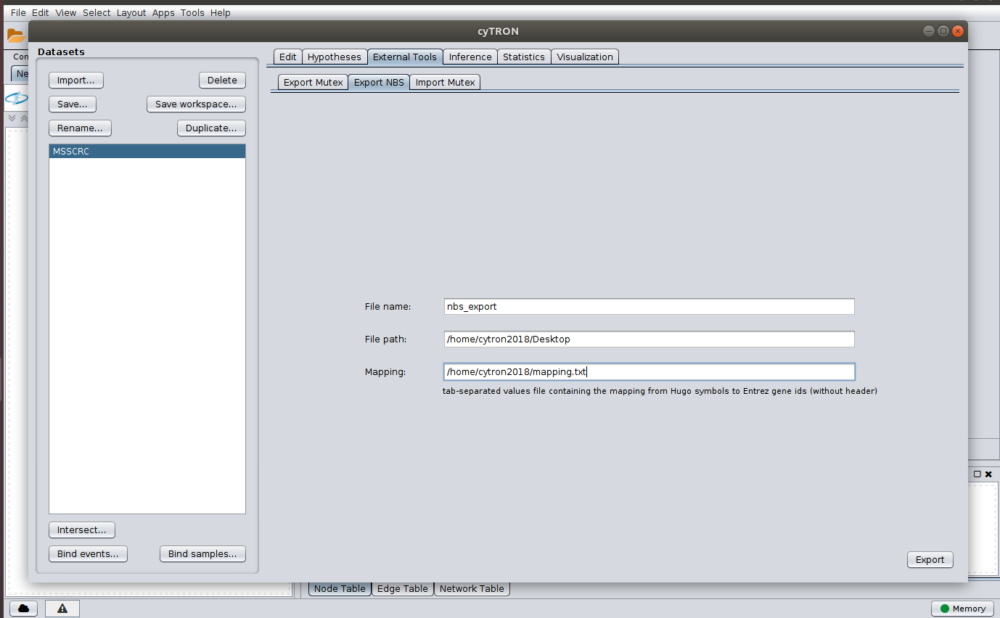 File Edit View Select Layout Apps Tools Help
cyTRON
Con
Ne
Datasets
Import...
Delete
Save...
Save workspace...
Rename...
Duplicate...
MSSCRC
Intersect...
Bind events...
Bind samples...
Edit Hypotheses External Tools Inference Statistics Visualization
Export Mutex Export NBS Import Mutex
File name: nbs_export
File path: /home/cytron2018/Desktop
Mapping: /home/cytron2018/mapping.txt
tab-separated values file containing the mapping from Hugo symbols to Entrez gene ids (without header)
Export
Node Table Edge Table Network Table
Memory